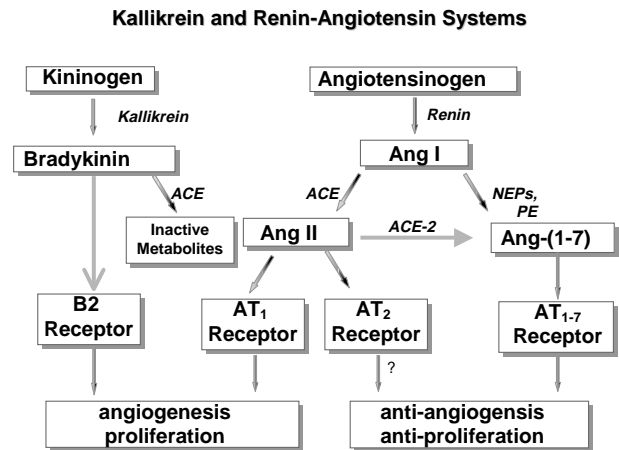 Kallikrein and Renin-Angiotensin Systems
Kininogen
Angiotensinogen
Kallikrein
Renin
Bradykinin
Ang I
ACE
ACE
NEPs,
PE
Inactive
Metabolites
Ang II
ACE-2
Ang-(1-7)
B2
Receptor
AT₁
Receptor
AT₂
Receptor
AT₁₋₇
Receptor
?
angiogenesis
proliferation
anti-angiogensis
anti-proliferation